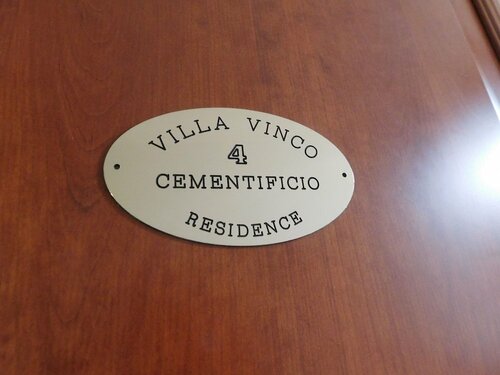 VILLA VINCO
4
CEMENTIFICIO
RESIDENCE